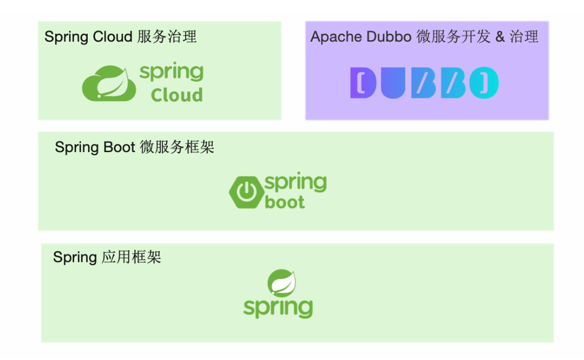 Spring Cloud 服务治理
spring
Cloud
Apache Dubbo 微服务开发 & 治理
DUBBO
Spring Boot 微服务框架
spring
boot
Spring 应用框架
spring